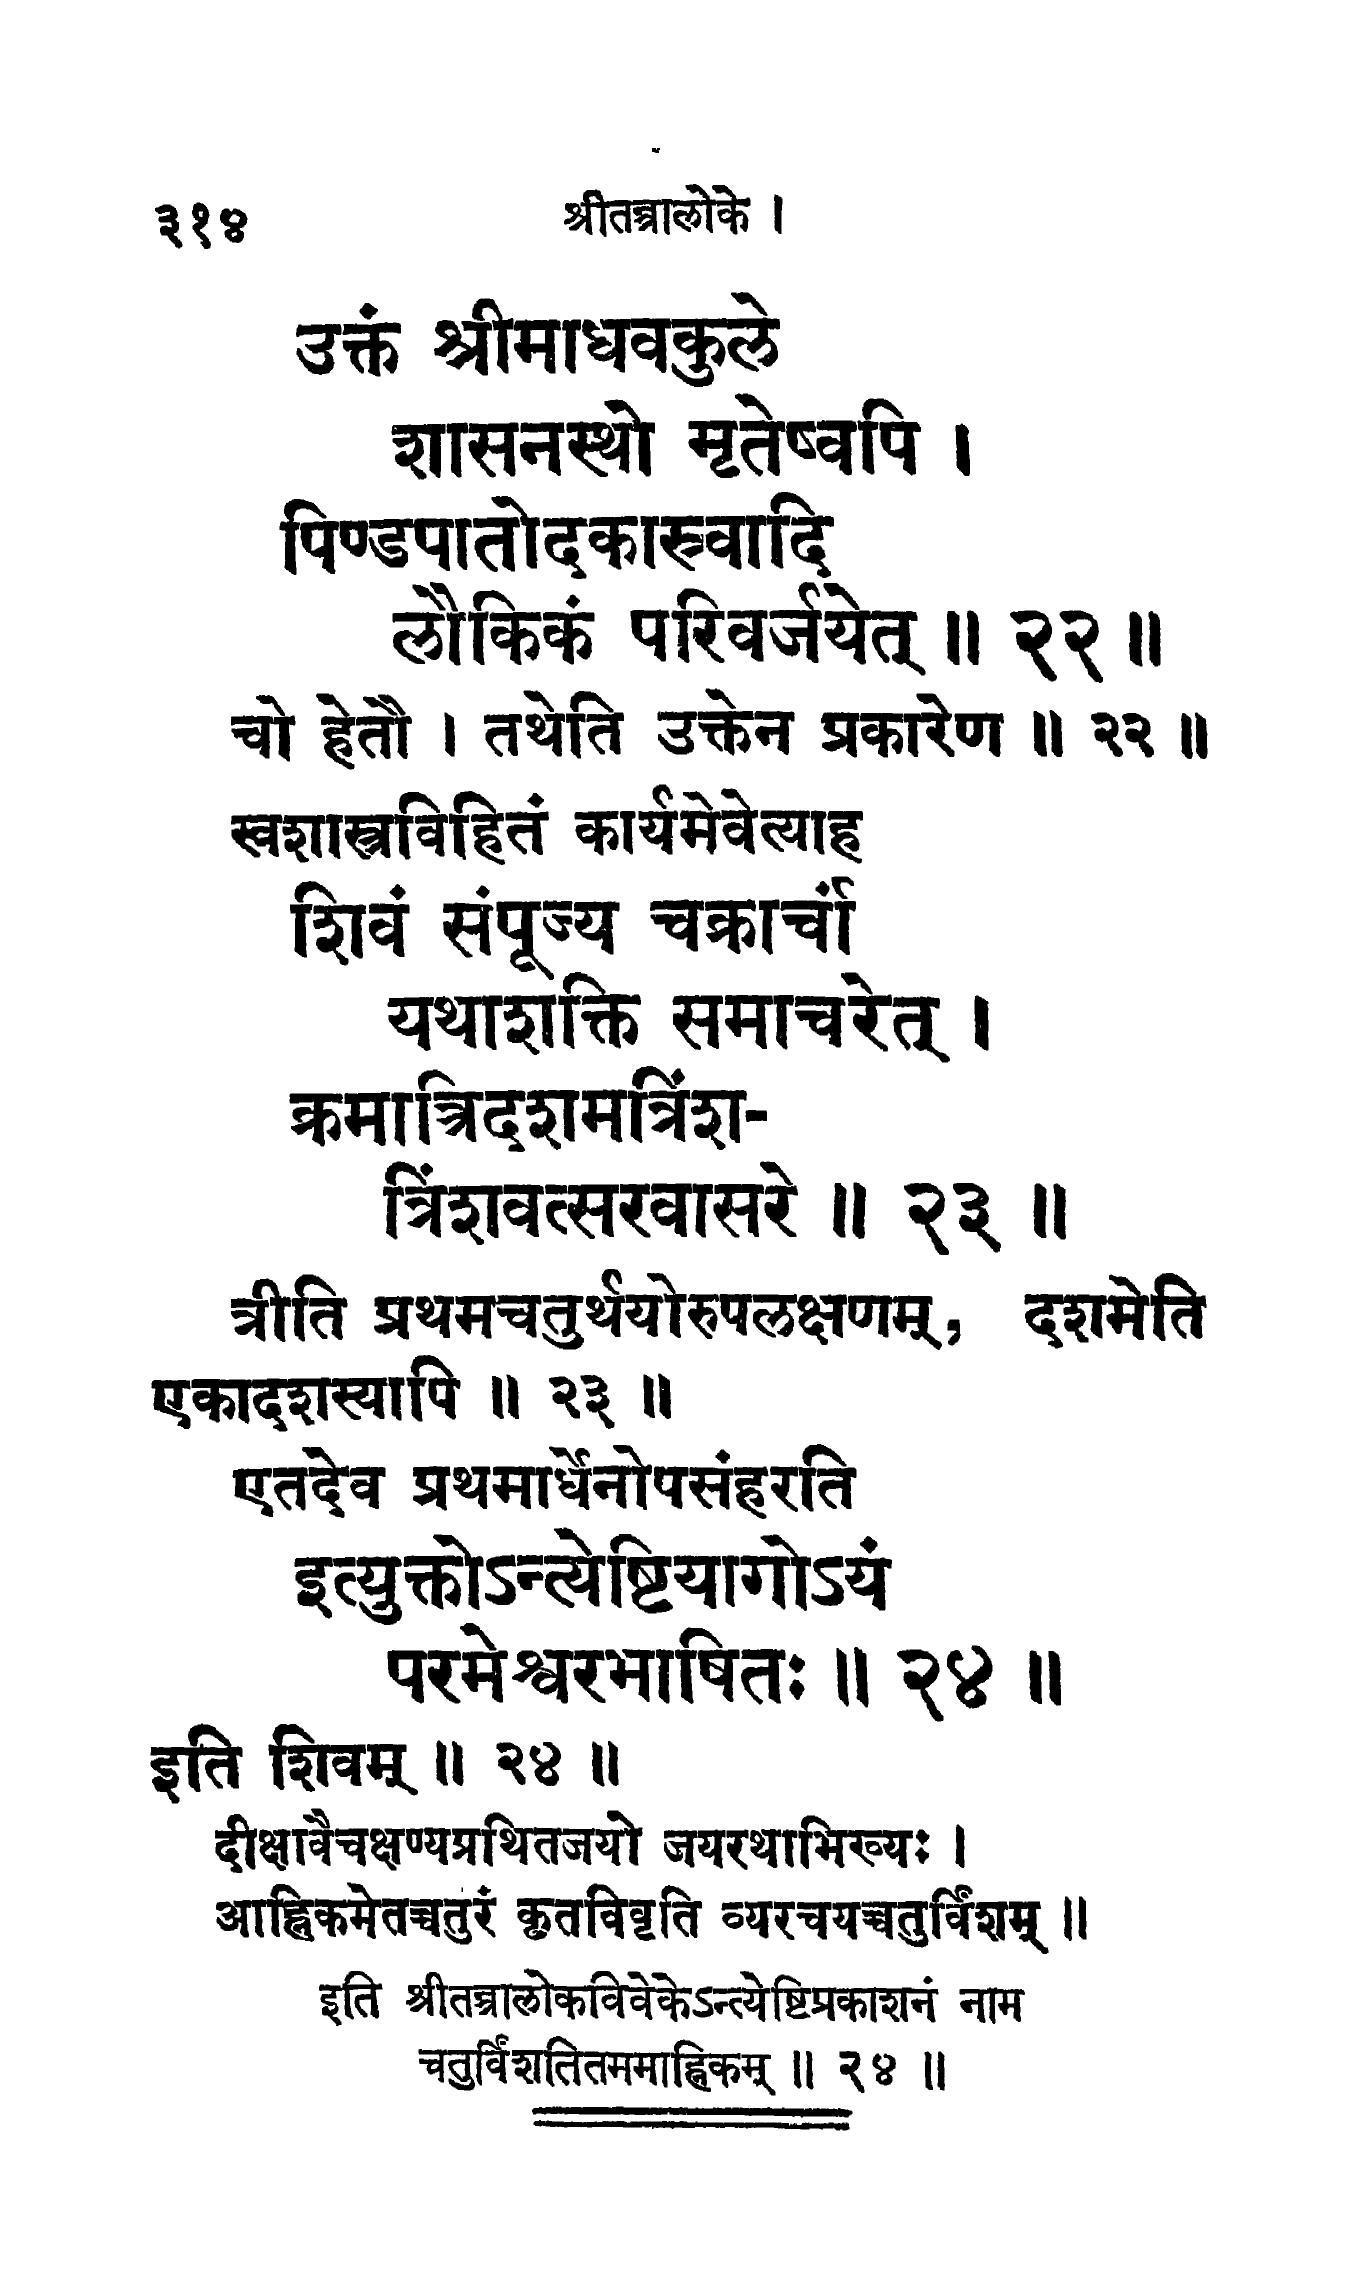 ३१४ श्रीतन्त्रालोके ।
उक्तं श्रीमाधवकुले
शासनस्थो मृतेष्वपि ।
पिण्डपातोदकास्रवादि
लौकिकं परिवर्जयेत् ॥ २२ ॥
चो हेतौ । तथेति उक्तेन प्रकारेण ॥ २२ ॥
स्वशास्त्रविहितं कार्यमेवेत्याह
शिवं संपूज्य चक्रार्चां
यथाशक्ति समाचरेत् ।
क्रमात्त्रिदशमत्रिंश-
त्रिंशवत्सरवासरे ॥ २३ ॥
त्रीति प्रथमचतुर्थयोरुपलक्षणम्, दशमेति
एकादशस्यापि ॥ २३ ॥
एतदेव प्रथमार्धेनोपसंहरति
इत्युक्तोऽन्त्येष्टियागोऽयं
परमेश्वरभाषितः ॥ २४ ॥
इति शिवम् ॥ २४ ॥
दीक्षावैचक्षण्यप्रथितजयो जयरथाभिख्यः ।
आह्निकमेतच्चतुरं कृतविवृति व्यरचयच्चतुर्विंशम् ॥
इति श्रीतन्त्रालोकविवेकेऽन्त्येष्टिप्रकाशनं नाम
चतुर्विंशतितममाह्निकम् ॥ २४ ॥